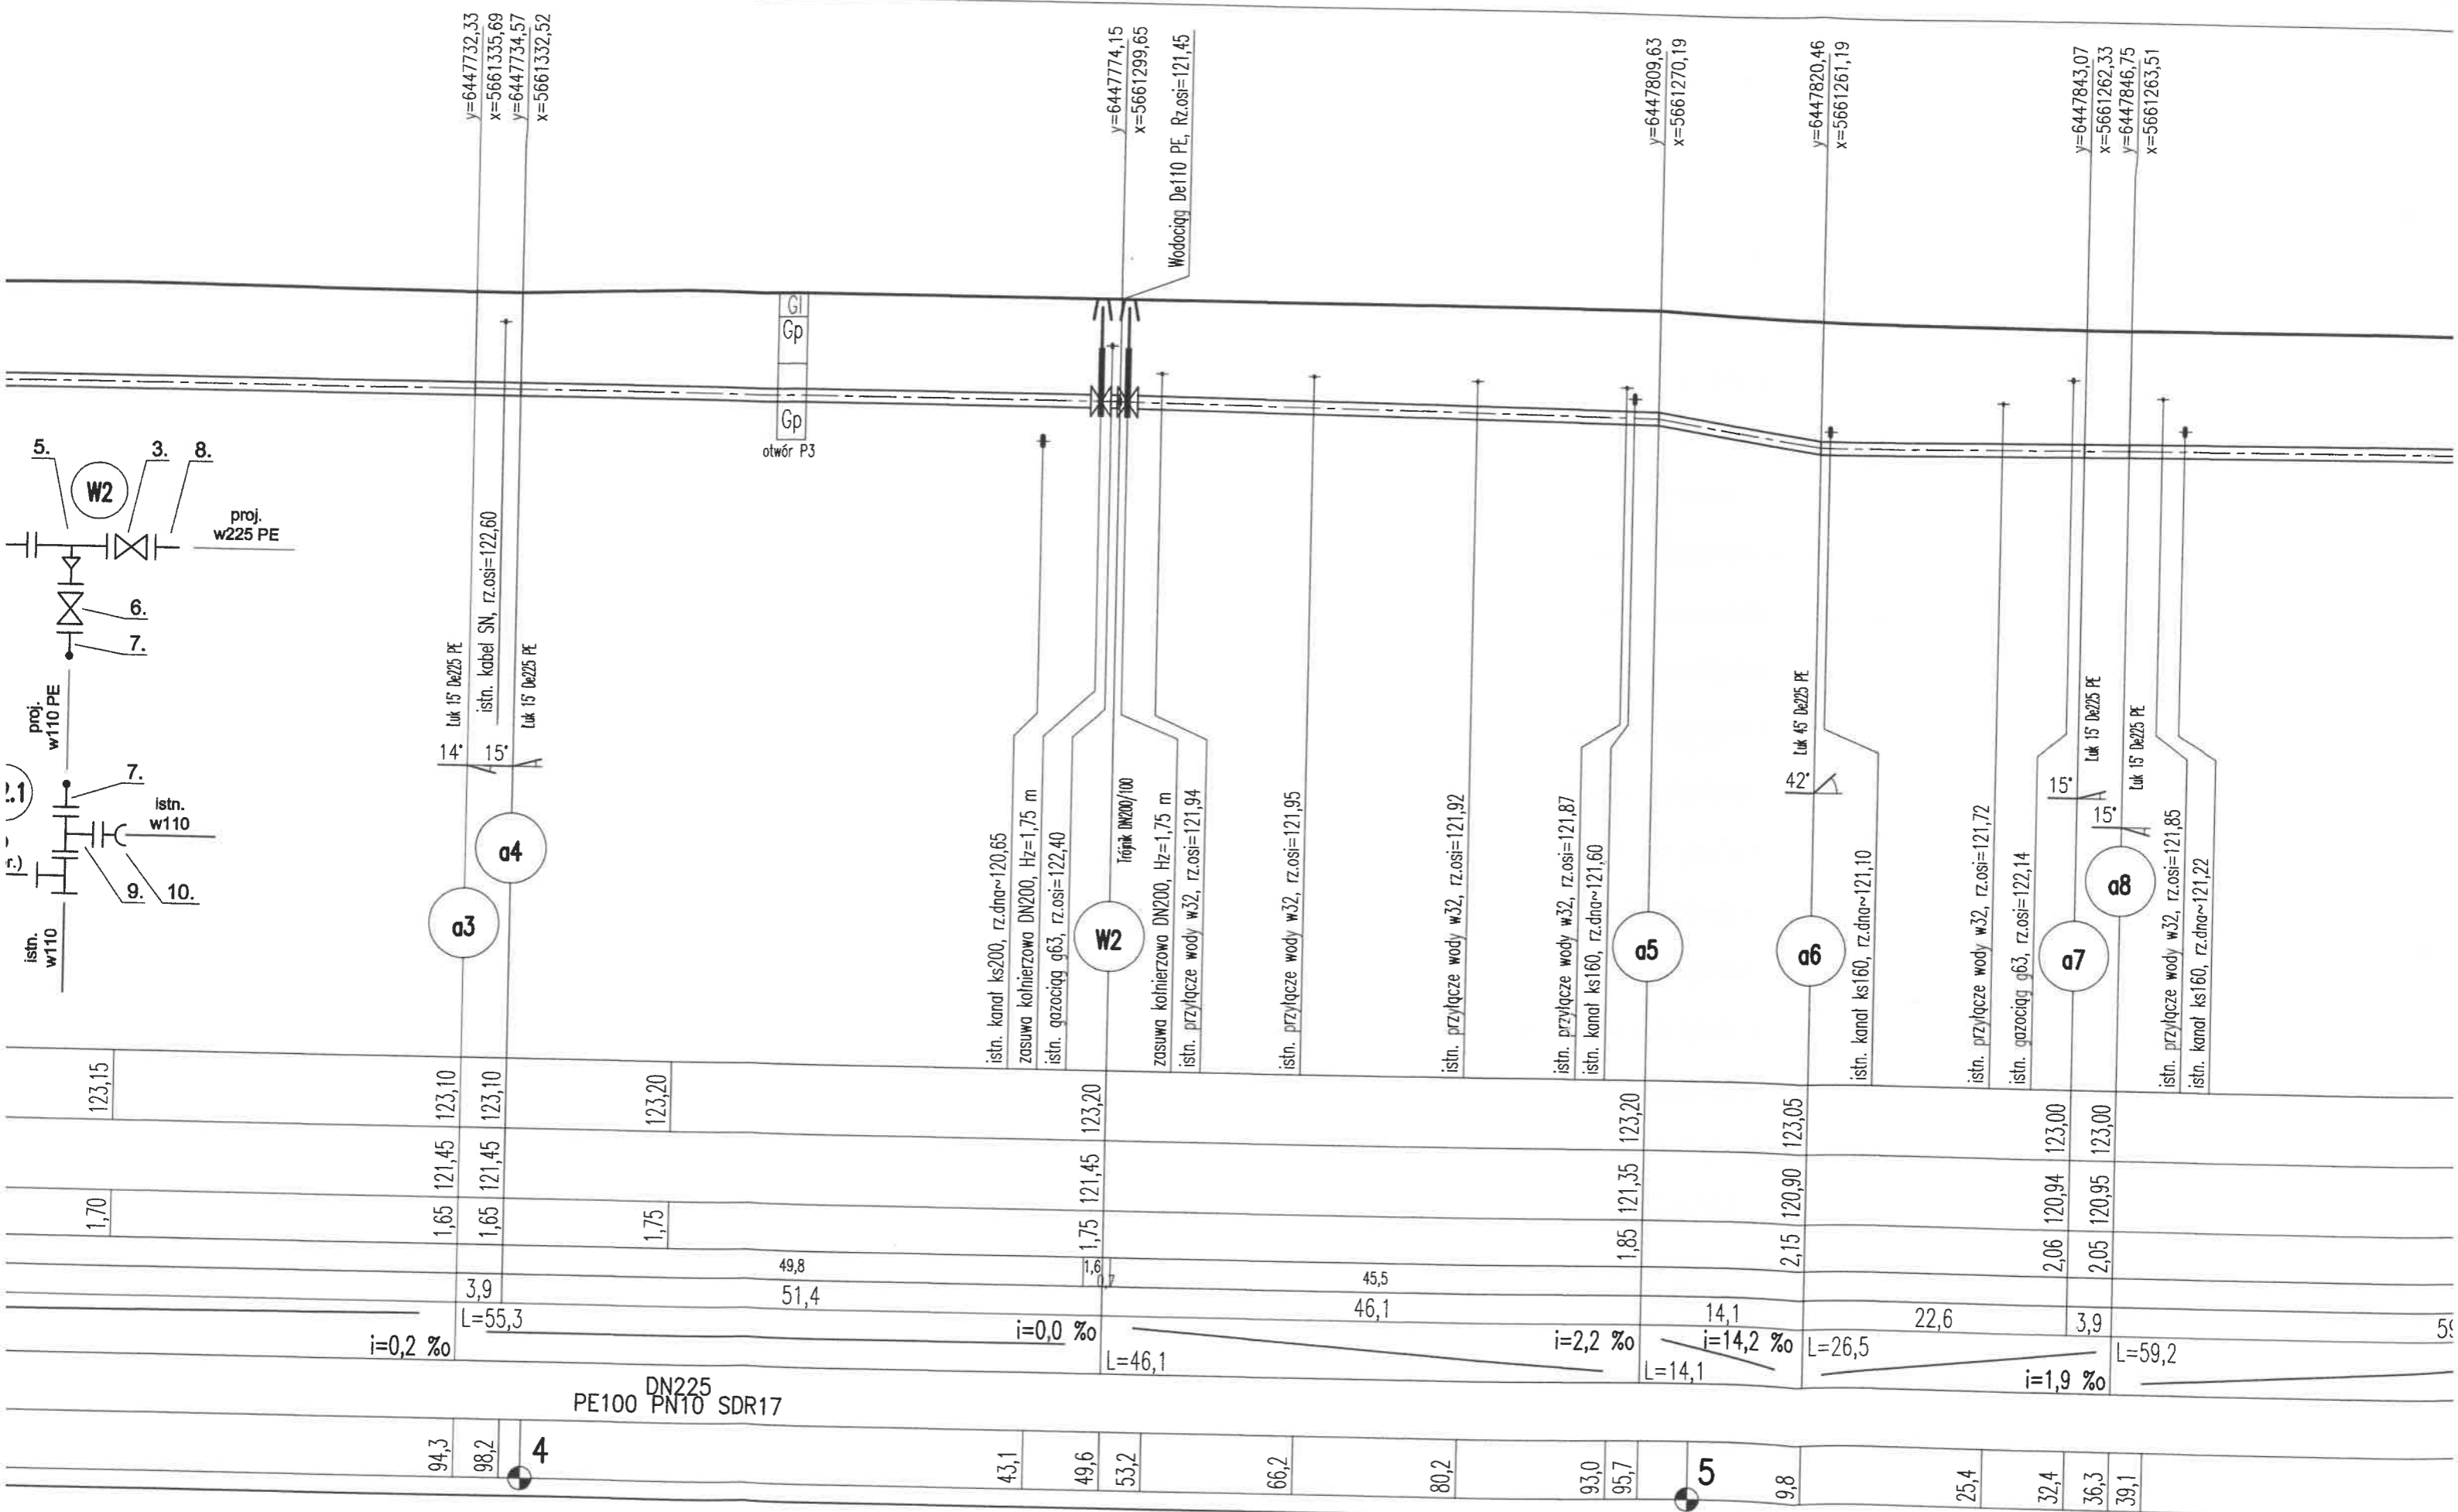 y=6447732,33
x=5661335,69
y=6447734,57
x=5661332,52
y=6447774,15
x=5661299,65
Wodociąg De110 PE, Rz.osi=121,45
y=6447809,63
x=5661270,19
y=6447820,46
x=5661261,19
y=6447843,07
x=5661262,33
y=6447846,75
x=5661263,51
Gl
Gp
Gp
otwór P3
5.
W2
3.
8.
proj.
w225 PE
6.
7.
proj.
w110 PE
7.
istn.
w110
9.
10.
istn.
w110
Łuk 15° De225 PE
istn. kabel SN, rz.osi=122,60
Łuk 15° De225 PE
14°
15°
a3
a4
istn. kanał ks200, rz.dna~120,65
zasuwa kołnierzowa DN200, Hz=1,75 m
istn. gazociąg g63, rz.osi=122,40
Trójnik DN200/100
W2
zasuwa kołnierzowa DN200, Hz=1,75 m
istn. przyłącze wody w32, rz.osi=121,94
istn. przyłącze wody w32, rz.osi=121,95
istn. przyłącze wody w32, rz.osi=121,92
istn. przyłącze wody w32, rz.osi=121,87
istn. kanał ks160, rz.dna~121,60
a5
Łuk 45° De225 PE
42°
a6
istn. kanał ks160, rz.dna~121,10
istn. przyłącze wody w32, rz.osi=121,72
istn. gazociąg g63, rz.osi=122,14
Łuk 15° De225 PE
15°
a7
Łuk 15° De225 PE
15°
a8
istn. przyłącze wody w32, rz.osi=121,85
istn. kanał ks160, rz.dna~121,22
123,15
123,10
123,10
123,20
123,20
123,20
123,05
123,00
123,00
121,45
121,45
121,45
121,35
120,90
120,94
120,95
1,70
1,65
1,65
1,75
1,75
1,85
2,15
2,06
2,05
49,8
1,6
45,5
3,9
51,4
46,1
14,1
22,6
3,9
i=0,2 ‰
L=55,3
i=0,0 ‰
L=46,1
i=2,2 ‰
L=14,1
i=14,2 ‰
L=26,5
i=1,9 ‰
L=59,2
DN225
PE100 PN10 SDR17
94,3
98,2
4
43,1
49,6
53,2
66,2
80,2
93,0
95,7
5
9,8
25,4
32,4
36,3
39,1